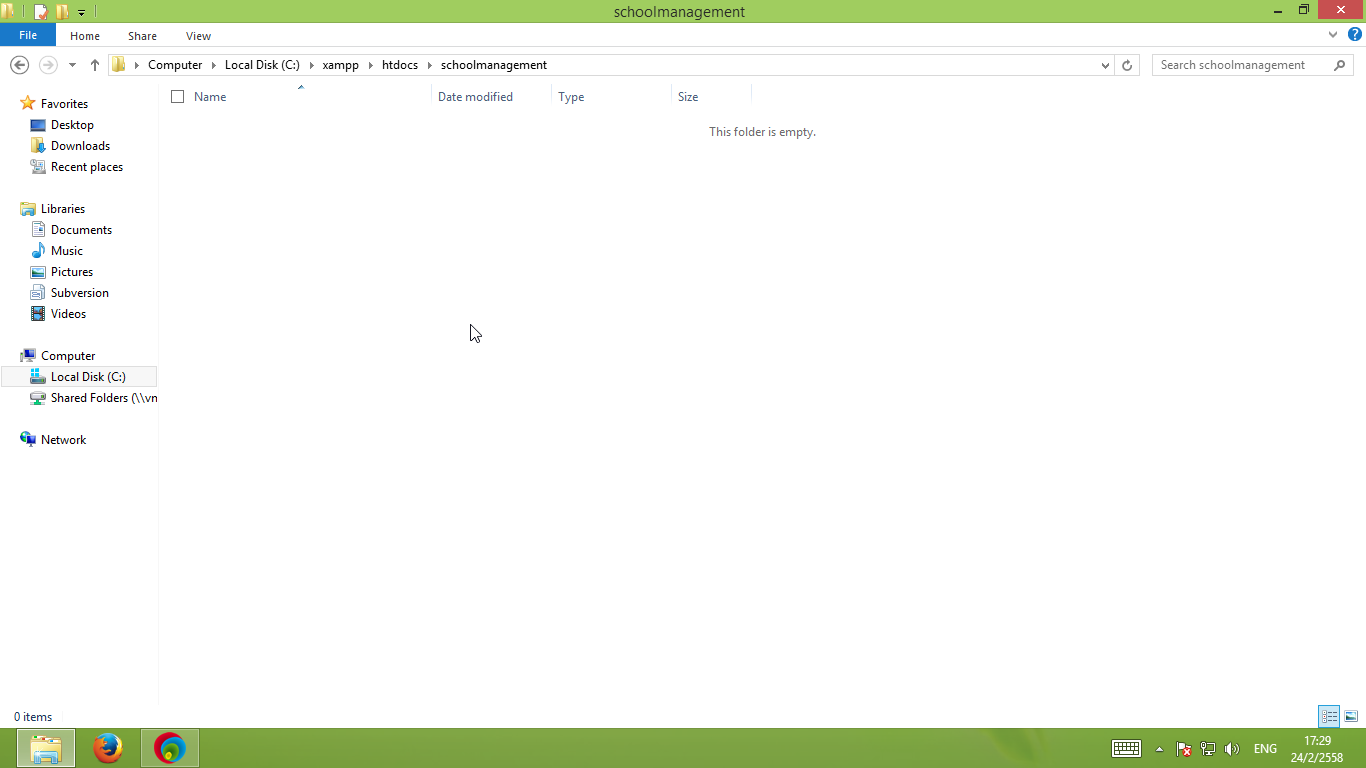 schoolmanagement
File Home Share View
Computer Local Disk (C:) xampp htdocs schoolmanagement
Search schoolmanagement
Name Date modified Type Size
This folder is empty.
Favorites
Desktop
Downloads
Recent places
Libraries
Documents
Music
Pictures
Subversion
Videos
Computer
Local Disk (C:)
Shared Folders (\\vn
Network
0 items
ENG
17:29
24/2/2558